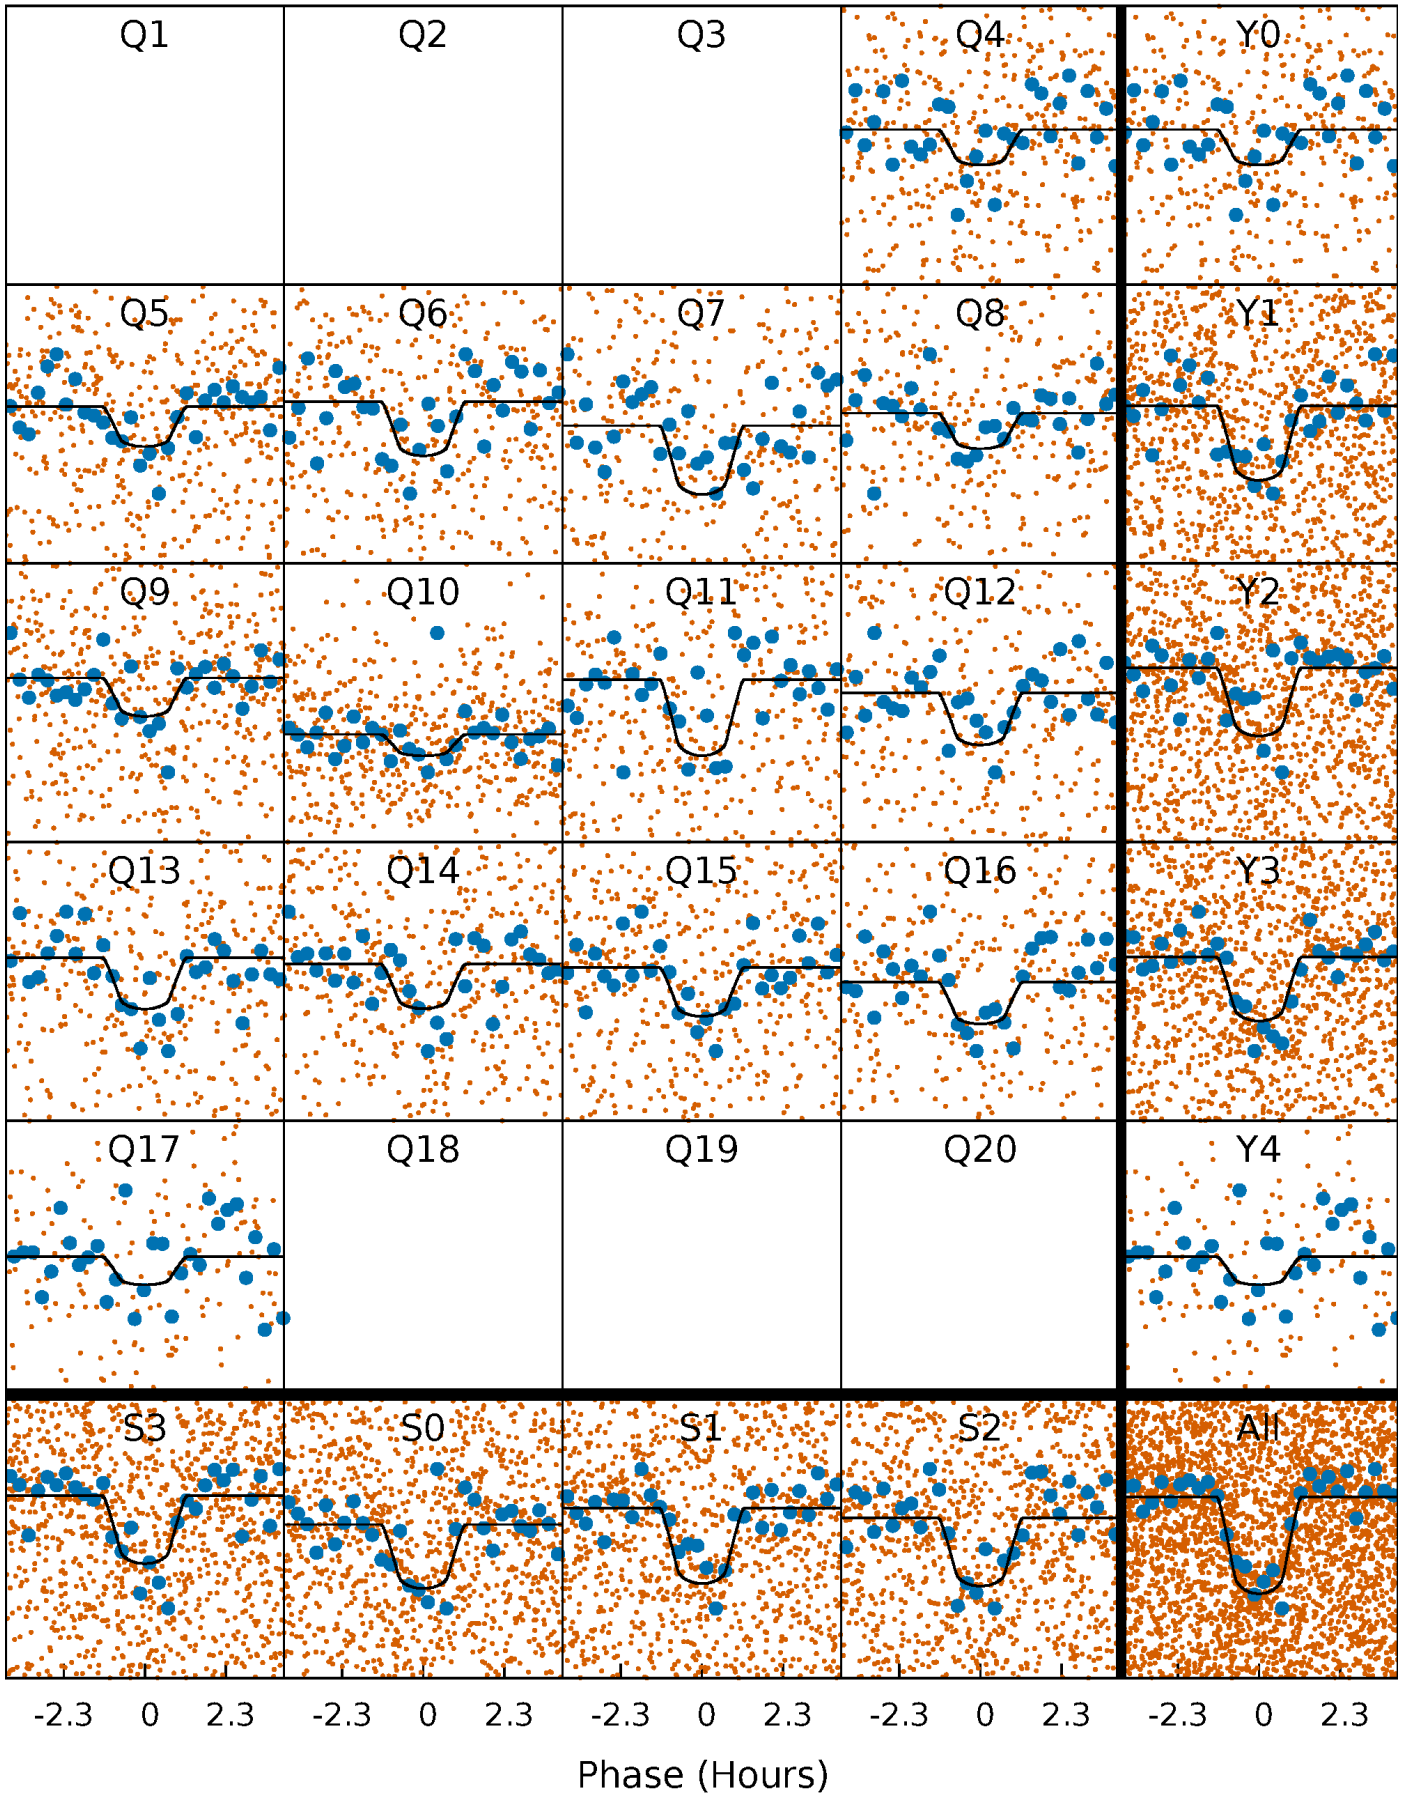 Q1 Q2 Q3 Q4 Y0
Q5 Q6 Q7 Q8 Y1
Q9 Q10 Q11 Q12 Y2
Q13 Q14 Q15 Q16 Y3
Q17 Q18 Q19 Q20 Y4
S3 S0 S1 S2 All
-2.3 0 2.3 -2.3 0 2.3 -2.3 0 2.3 -2.3 0 2.3 -2.3 0 2.3
Phase (Hours)